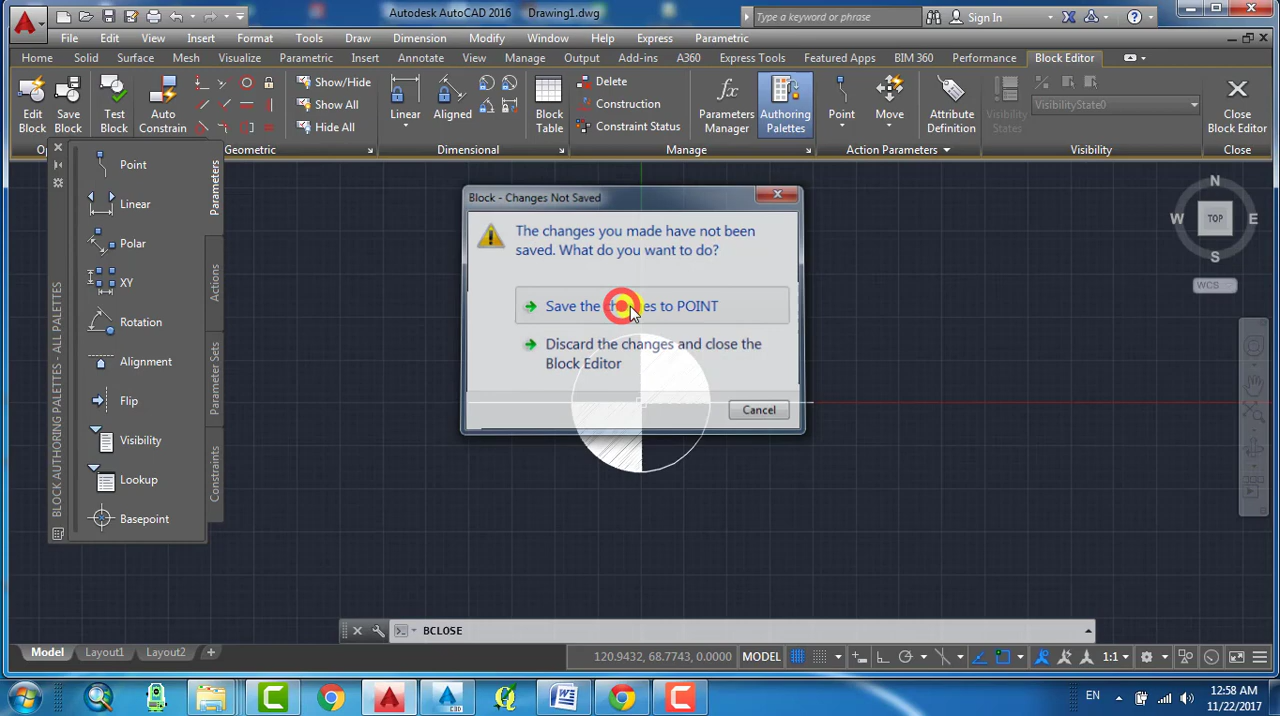 Autodesk AutoCAD 2016 Drawing1.dwg
Type a keyword or phrase
Sign In
File Edit View Insert Format Tools Draw Dimension Modify Window Help Express Parametric
Home Solid Surface Mesh Visualize Parametric Insert Annotate View Manage Output Add-ins A360 Express Tools Featured Apps BIM 360 Performance Block Editor
Edit
Block
Save
Block
Test
Block
Auto
Constrain
Show/Hide
Show All
Hide All
Linear
Aligned
Block
Table
Delete
Construction
Constraint Status
Parameters
Manager
Authoring
Palettes
Point
Move
Attribute
Definition
Visibility
States
VisibilityState0
Close
Block Editor
Geometric
Dimensional
Manage
Action Parameters
Visibility
Close
BLOCK AUTHORING PALETTES - ALL PALETTES
Point
Linear
Polar
XY
Rotation
Alignment
Flip
Visibility
Lookup
Basepoint
Parameters
Actions
Parameter Sets
Constraints
Block - Changes Not Saved
The changes you made have not been
saved. What do you want to do?
Save the changes to POINT
Discard the changes and close the
Block Editor
Cancel
N
W
TOP
E
S
WCS
BCLOSE
Model Layout1 Layout2
120.9432, 68.7743, 0.0000 MODEL
1:1
EN
12:58 AM
11/22/2017